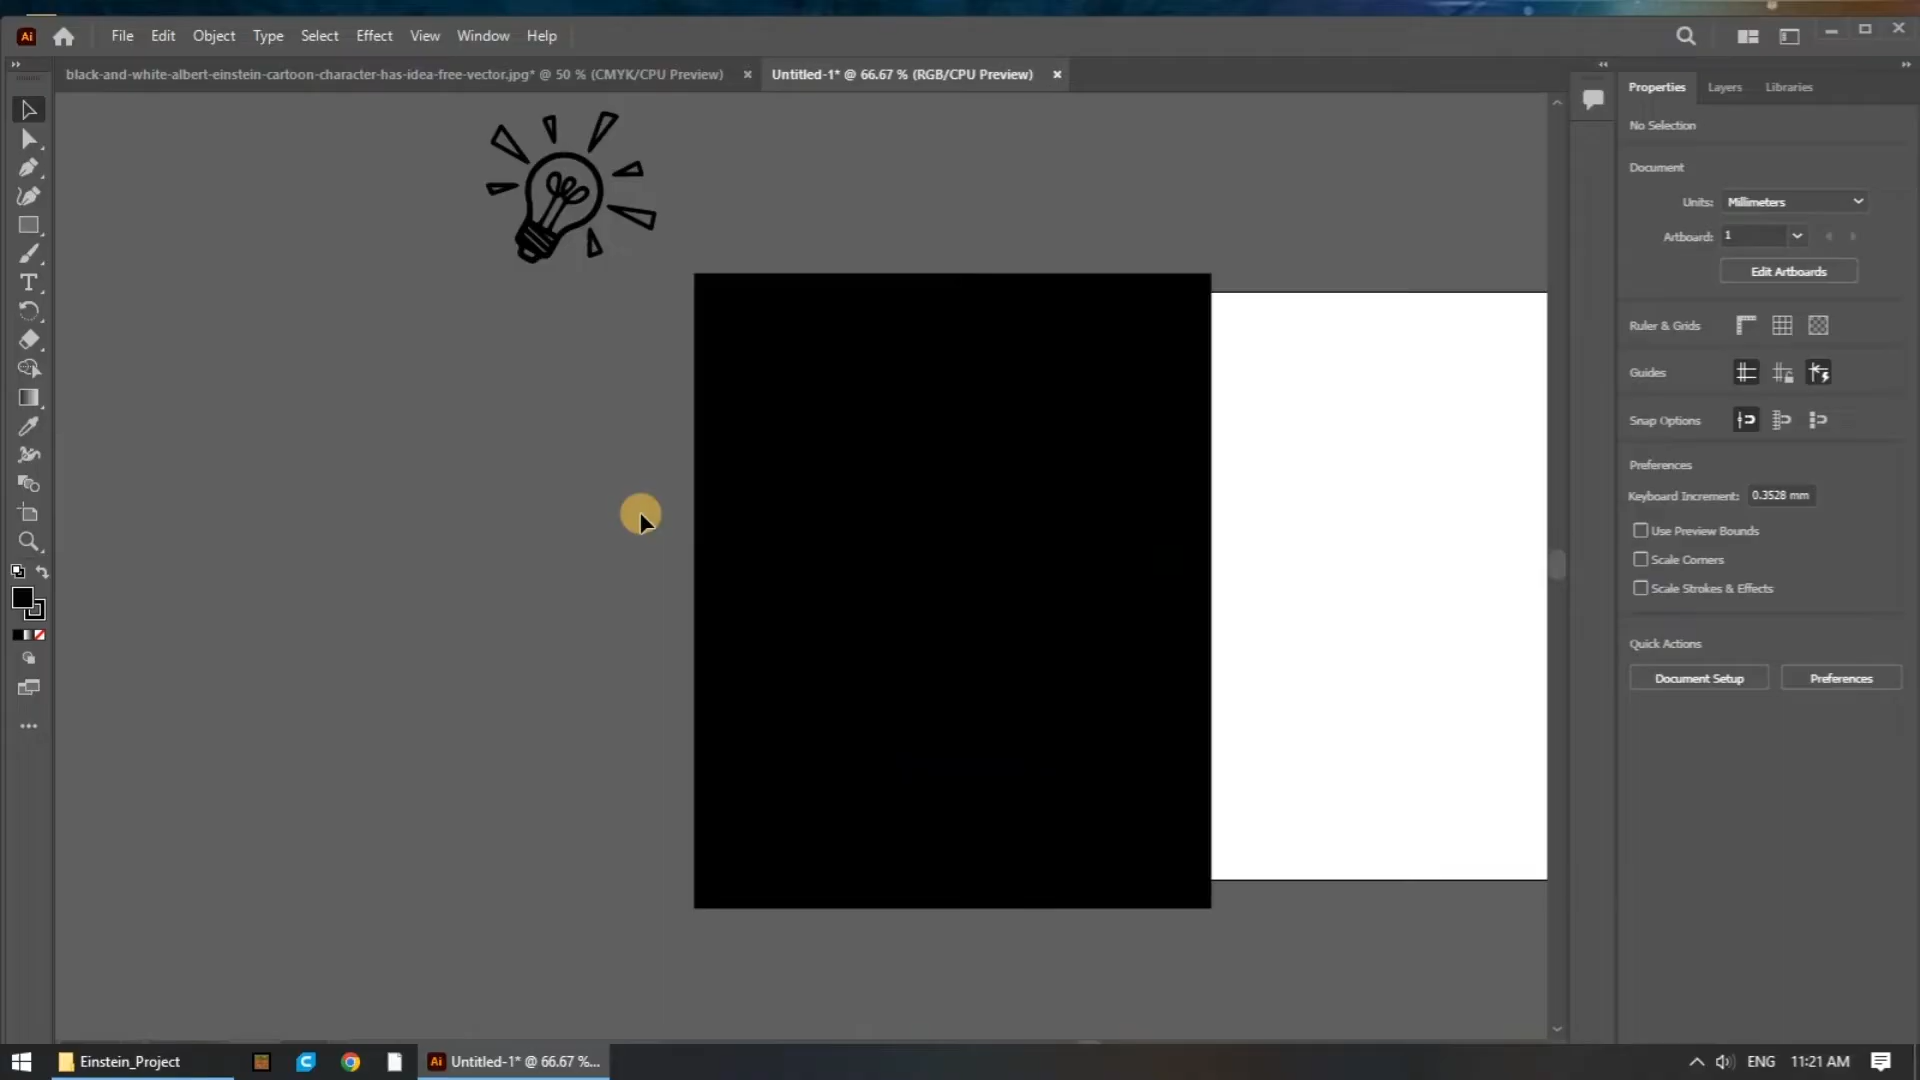 Ai File Edit Object Type Select Effect View Window Help
black-and-white-albert-einstein-cartoon-character-has-idea-free-vector.jpg* @ 50 % (CMYK/CPU Preview) Untitled-1* @ 66.67 % (RGB/CPU Preview)
Properties Layers Libraries
No Selection
Document
Units: Millimeters
Artboard: 1
Edit Artboards
Ruler & Grids
Guides
Snap Options
Preferences
Keyboard Increment: 0.3528 mm
Use Preview Bounds
Scale Corners
Scale Strokes & Effects
Quick Actions
Document Setup Preferences
Einstein_Project Ai Untitled-1* @ 66.67 %... ENG 11:21 AM